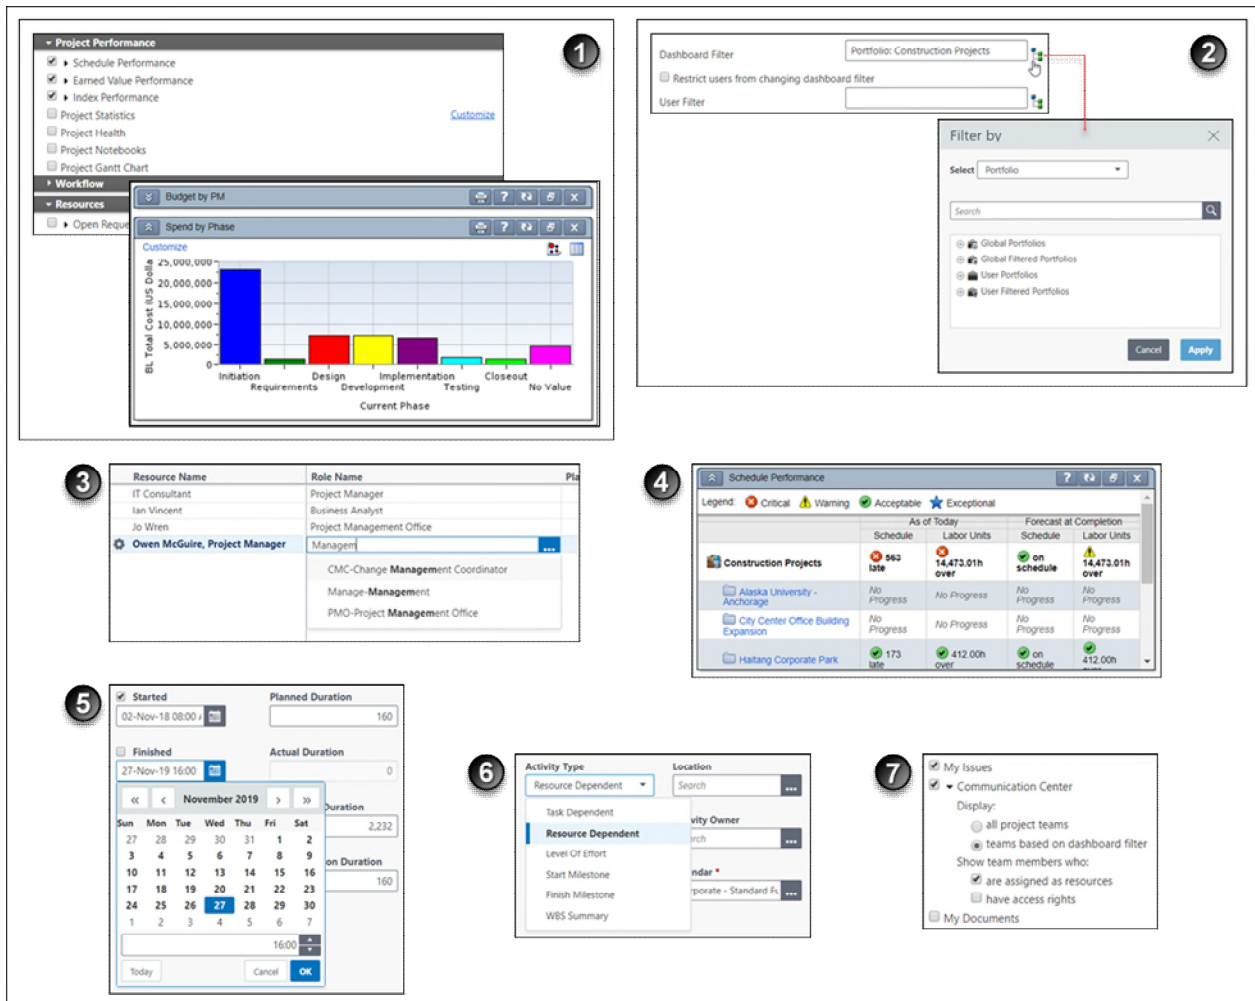 1
Project Performance
Schedule Performance
Earned Value Performance
Index Performance
Project Statistics
Customize
Project Health
Project Notebooks
Project Gantt Chart
Workflow
Resources
Open Reque
Budget by PM
Spend by Phase
Customize
BL Total Cost (US Dolla
25,000,000
20,000,000
15,000,000
10,000,000
5,000,000
0
Initiation Design Implementation Closeout
Requirements Development Testing No Value
Current Phase
2
Dashboard Filter Portfolio: Construction Projects
Restrict users from changing dashboard filter
User Filter
Filter by
Select Portfolio
Search
Global Portfolios
Global Filtered Portfolios
User Portfolios
User Filtered Portfolios
Cancel Apply
3
Resource Name Role Name Pla
IT Consultant Project Manager
Ian Vincent Business Analyst
Jo Wren Project Management Office
Owen McGuire, Project Manager Managem
CMC-Change Management Coordinator
Manage-Management
PMO-Project Management Office
4
Schedule Performance
Legend: Critical Warning Acceptable Exceptional
As of Today Forecast at Completion
Schedule Labor Units Schedule Labor Units
Construction Projects 563 late 14,473.01h over on schedule 14,473.01h over
Alaska University - Anchorage No Progress No Progress No Progress No Progress
City Center Office Building Expansion No Progress No Progress No Progress No Progress
Haitang Corporate Park 173 late 412.00h over on schedule 412.00h
5
Started Planned Duration
02-Nov-18 08:00 A 160
Finished Actual Duration
27-Nov-19 16:00 0
November 2019
Duration
2,232
on Duration
160
Sun Mon Tue Wed Thu Fri Sat
27 28 29 30 31 1 2
3 4 5 6 7 8 9
10 11 12 13 14 15 16
17 18 19 20 21 22 23
24 25 26 27 28 29 30
1 2 3 4 5 6 7
16:00
Today Cancel OK
6
Activity Type Location
Resource Dependent Search
Task Dependent
Resource Dependent
Level Of Effort
Start Milestone
Finish Milestone
WBS Summary
vity Owner
arch
ndar *
rporate - Standard Fu
7
My Issues
Communication Center
Display:
all project teams
teams based on dashboard filter
Show team members who:
are assigned as resources
have access rights
My Documents